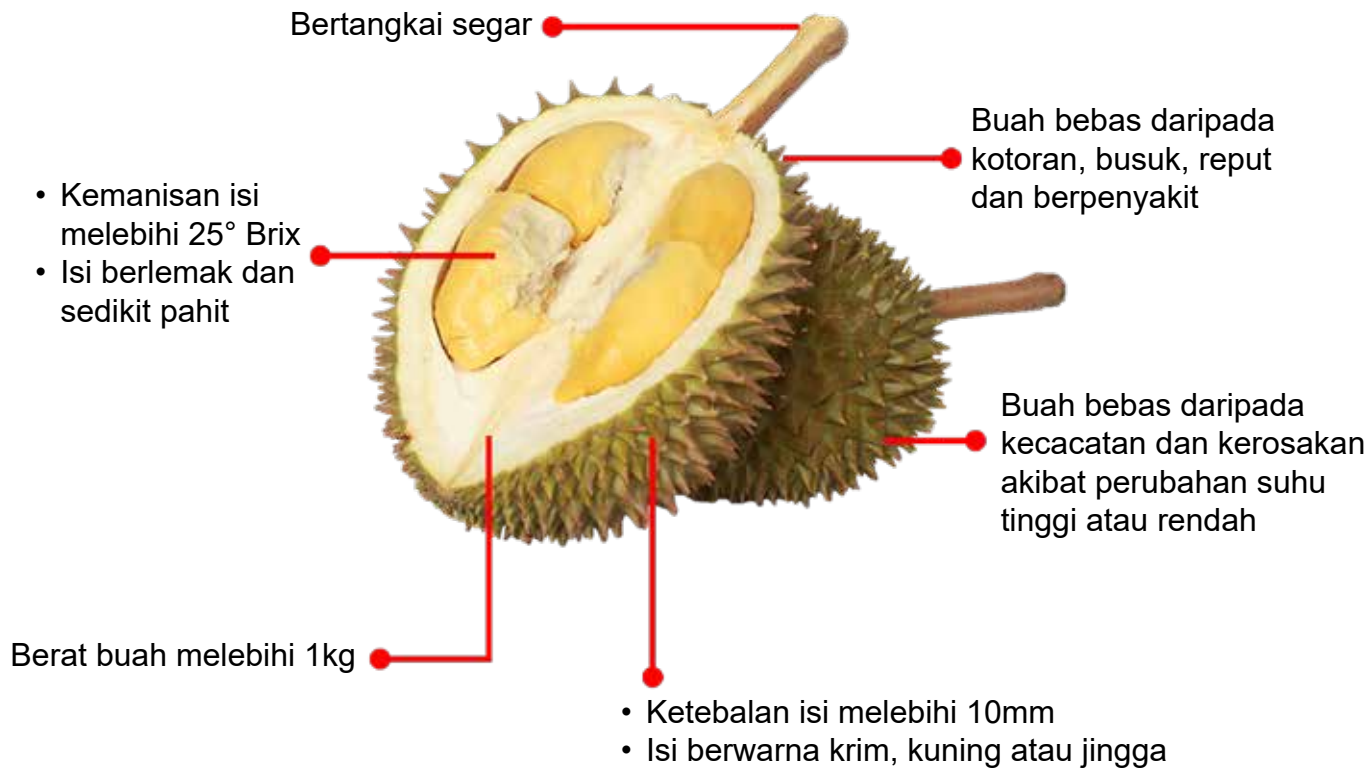 Bertangkai segar
Buah bebas daripada
kotoran, busuk, reput
dan berpenyakit
• Kemanisan isi
melebihi 25° Brix
• Isi berlemak dan
sedikit pahit
Buah bebas daripada
kecacatan dan kerosakan
akibat perubahan suhu
tinggi atau rendah
Berat buah melebihi 1kg
• Ketebalan isi melebihi 10mm
• Isi berwarna krim, kuning atau jingga